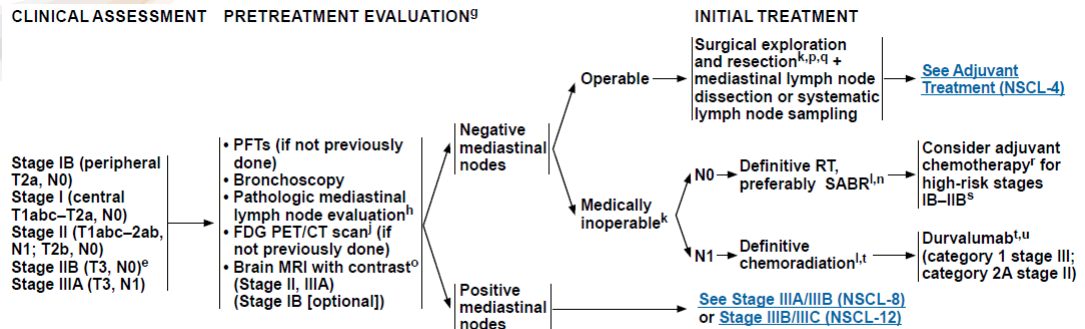 CLINICAL ASSESSMENT
PRETREATMENT EVALUATIONg
INITIAL TREATMENT
Stage IB (peripheral
T2a, N0)
Stage I (central
T1abc–T2a, N0)
Stage II (T1abc–2ab,
N1; T2b, N0)
Stage IIB (T3, N0)e
Stage IIIA (T3, N1)
• PFTs (if not previously
done)
• Bronchoscopy
• Pathologic mediastinal
lymph node evaluationh
• FDG PET/CT scanj (if
not previously done)
• Brain MRI with contrasto
(Stage II, IIIA)
(Stage IB [optional])
Negative
mediastinal
nodes
Operable
Surgical exploration
and resectionk,p,q +
mediastinal lymph node
dissection or systematic
lymph node sampling
See Adjuvant
Treatment (NSCL-4)
Medically
inoperablek
N0
Definitive RT,
preferably SABRl,n
Consider adjuvant
chemotherapyr for
high-risk stages
IB–IIBs
N1
Definitive
chemoradiationl,t
Durvalumabt,u
(category 1 stage III;
category 2A stage II)
Positive
mediastinal
nodes
See Stage IIIA/IIIB (NSCL-8)
or Stage IIIB/IIIC (NSCL-12)